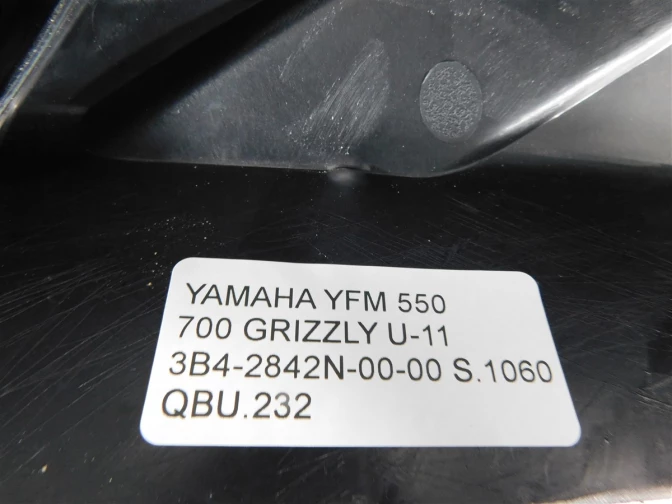 YAMAHA YFM 550
700 GRIZZLY U-11
3B4-2842N-00-00 S.1060
QBU.232